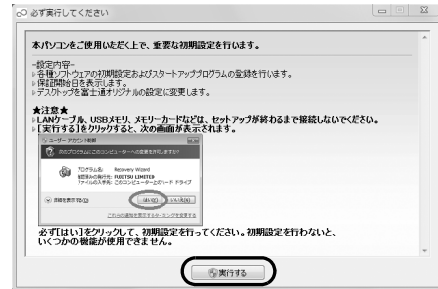 必ず実行してください
本パソコンをご使用いただく上で、重要な初期設定を行います。
-設定内容-
▷各種ソフトウェアの初期設定およびスタートアッププログラムの登録を行います。
▷保証開始日を表示します。
▷デスクトップを富士通オリジナルの設定に変更します。
★注意★
▷LANケーブル、USBメモリ、メモリーカードなどは、セットアップが終わるまで接続しないでください。
▷[実行する]をクリックすると、次の画面が表示されます。
ユーザー アカウント制御
次のプログラムにこのコンピューターへの変更を許可しますか?
プログラム名: Recovery Wizard
確認済みの発行元: FUJITSU LIMITED
ファイルの入手先: このコンピューター上のハード ドライブ
詳細を表示する(D)
はい(Y)
いいえ(N)
これらの通知を表示するタイミングを変更する
必ず[はい]をクリックして、初期設定を行ってください。初期設定を行わないと、
いくつかの機能が使用できません。
実行する